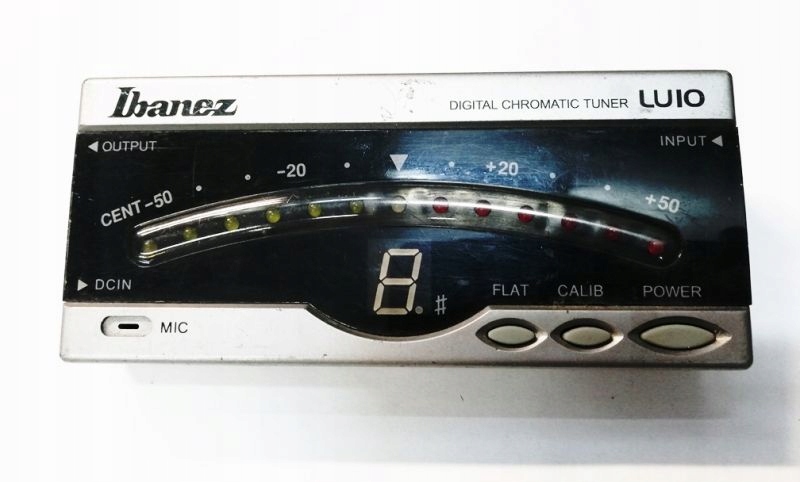 Ibanez
DIGITAL CHROMATIC TUNER LU10
OUTPUT
INPUT
CENT -50
-20
+20
+50
DCIN
8.#
FLAT
CALIB
POWER
MIC